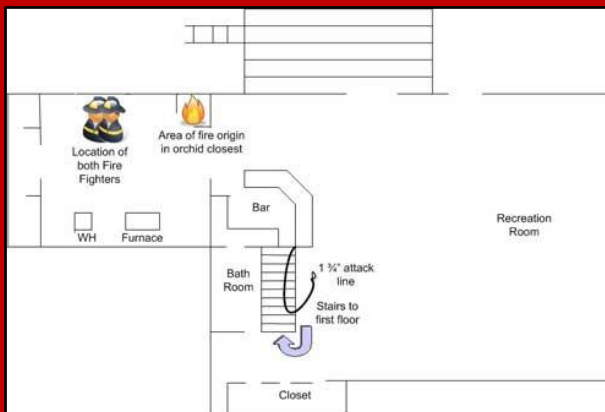 Location of
both Fire
Fighters
Area of fire origin
in orchid closest
Bar
Recreation
Room
WH
Furnace
Bath
Room
1 ¾" attack
line
Stairs to
first floor
Closet